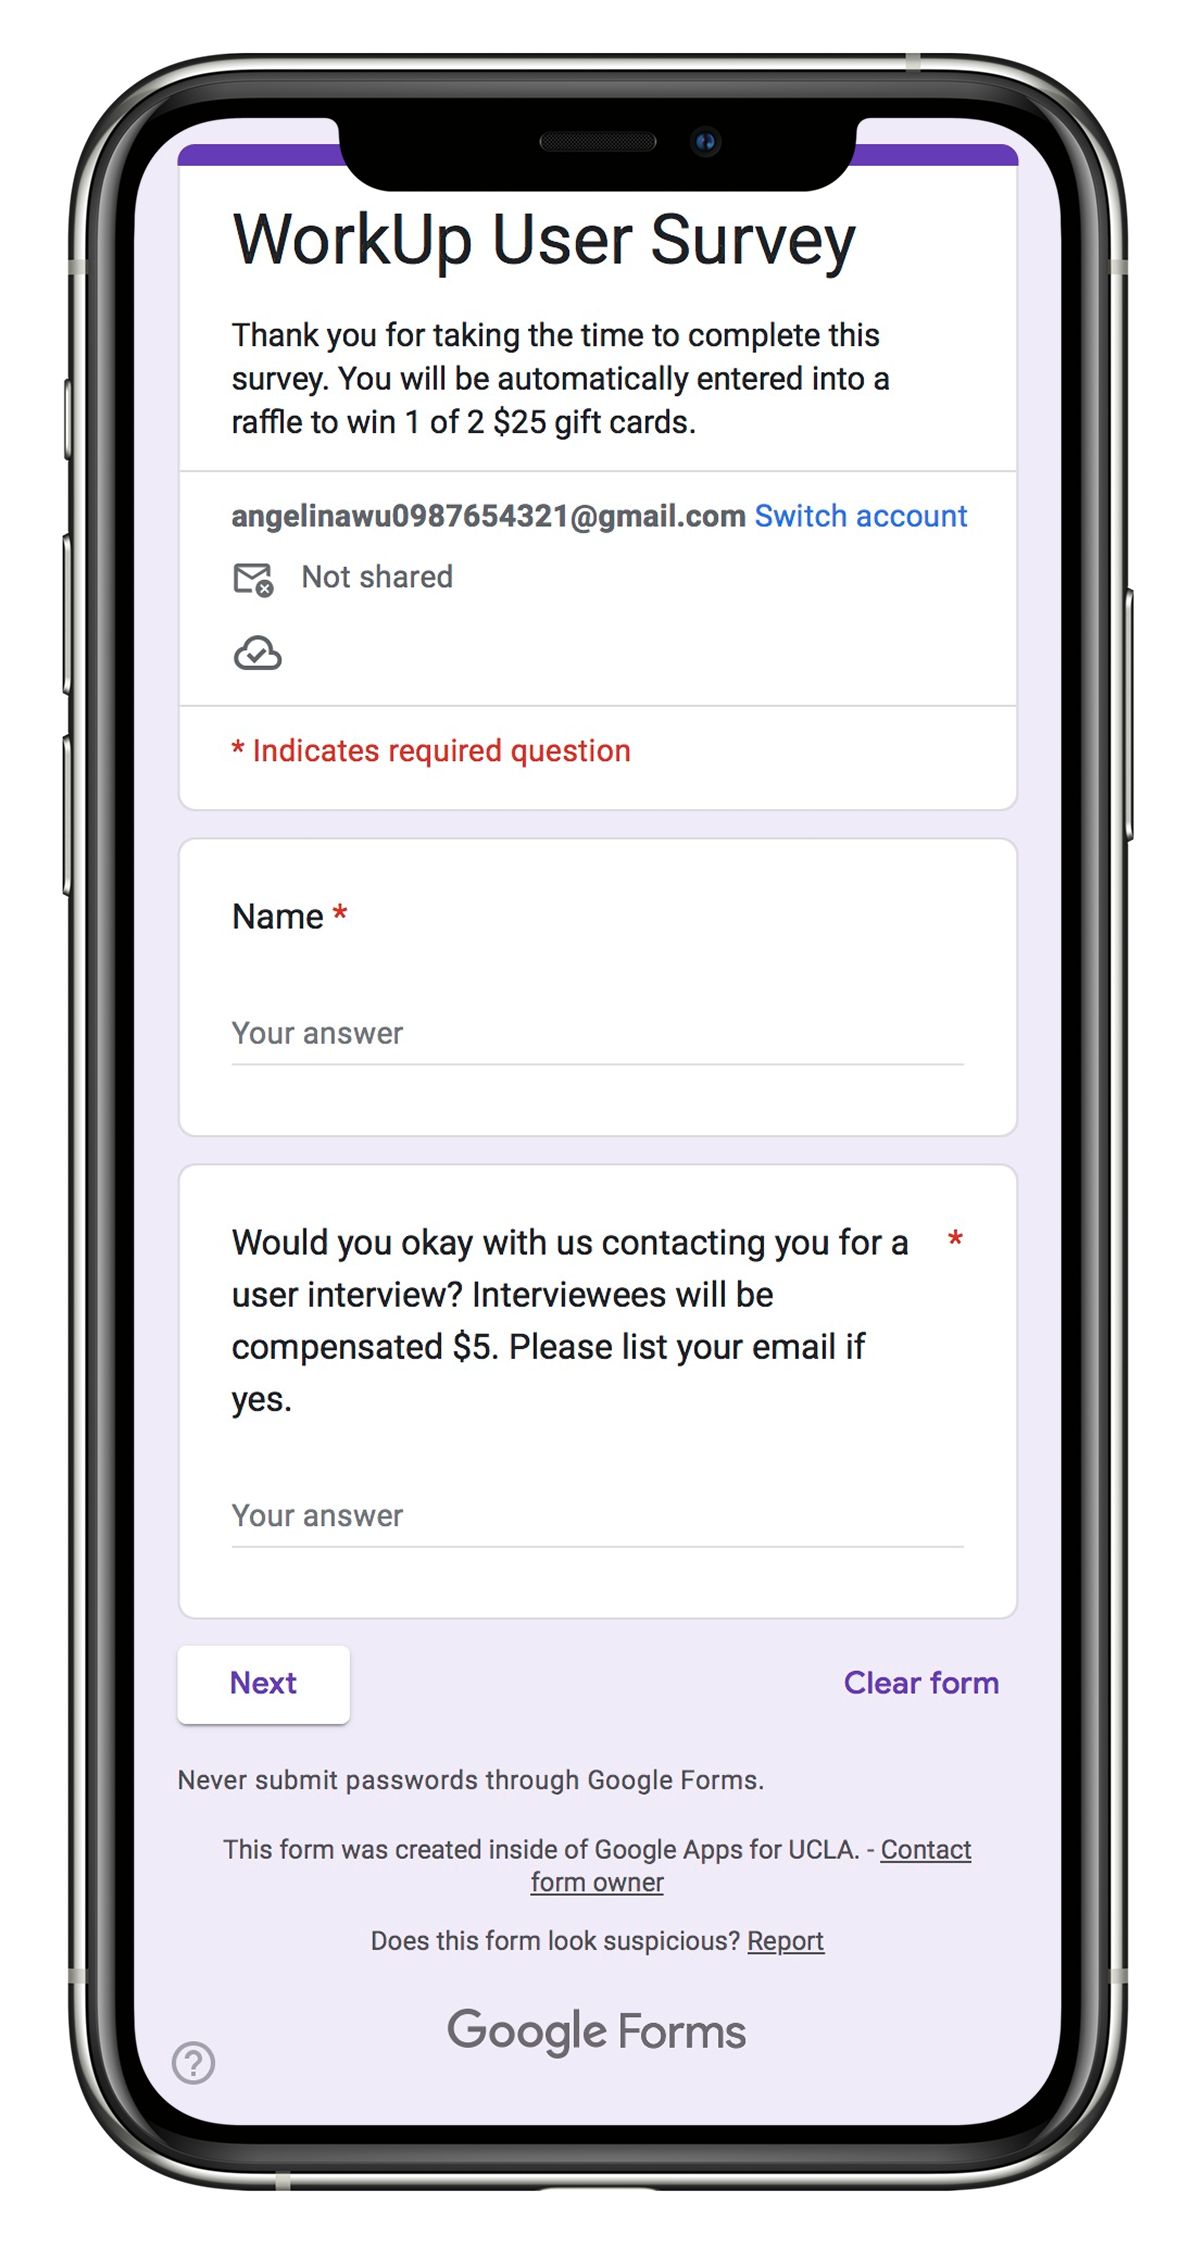 WorkUp User Survey
Thank you for taking the time to complete this
survey. You will be automatically entered into a
raffle to win 1 of 2 $25 gift cards.
angelinawu0987654321@gmail.com Switch account
Not shared
* Indicates required question
Name *
Your answer
Would you okay with us contacting you for a *
user interview? Interviewees will be
compensated $5. Please list your email if
yes.
Your answer
Next Clear form
Never submit passwords through Google Forms.
This form was created inside of Google Apps for UCLA. - Contact
form owner
Does this form look suspicious? Report
Google Forms
?